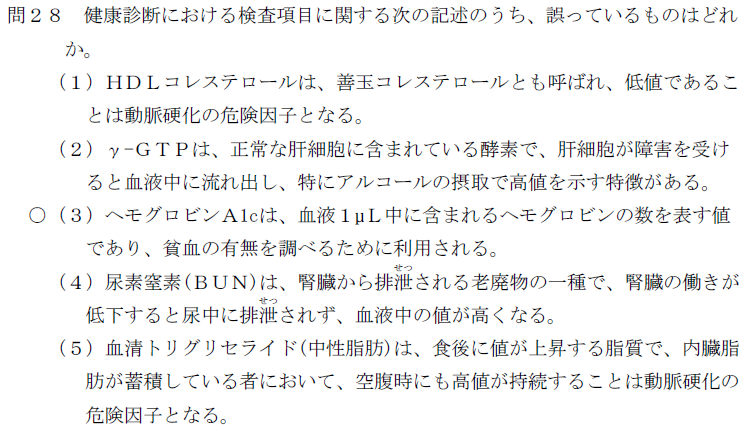 問２８　健康診断における検査項目に関する次の記述のうち、誤っているものはどれ
か。
（１）ＨＤＬコレステロールは、善玉コレステロールとも呼ばれ、低値であるこ
とは動脈硬化の危険因子となる。
（２）γ-ＧＴＰは、正常な肝細胞に含まれている酵素で、肝細胞が障害を受け
ると血液中に流れ出し、特にアルコールの摂取で高値を示す特徴がある。
○（３）ヘモグロビンＡ1cは、血液１µL中に含まれるヘモグロビンの数を表す値
であり、貧血の有無を調べるために利用される。
（４）尿素窒素(ＢＵＮ)は、腎臓から排泄せつされる老廃物の一種で、腎臓の働きが
低下すると尿中に排泄せつされず、血液中の値が高くなる。
（５）血清トリグリセライド(中性脂肪)は、食後に値が上昇する脂質で、内臓脂
肪が蓄積している者において、空腹時にも高値が持続することは動脈硬化の
危険因子となる。